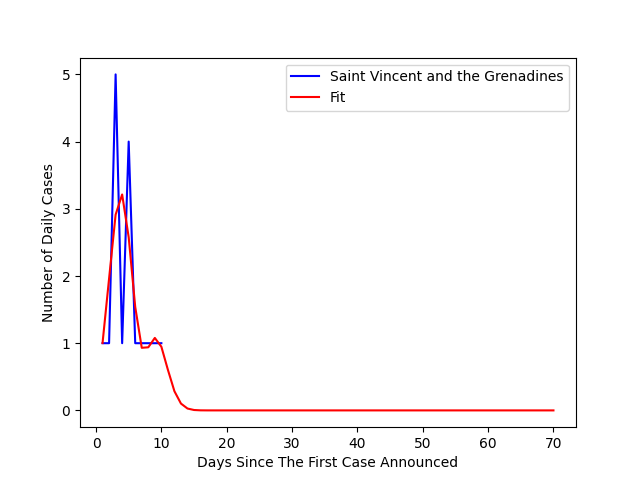 Saint Vincent and the Grenadines
Fit
5
4
3
2
1
0
Number of Daily Cases
0 10 20 30 40 50 60 70
Days Since The First Case Announced